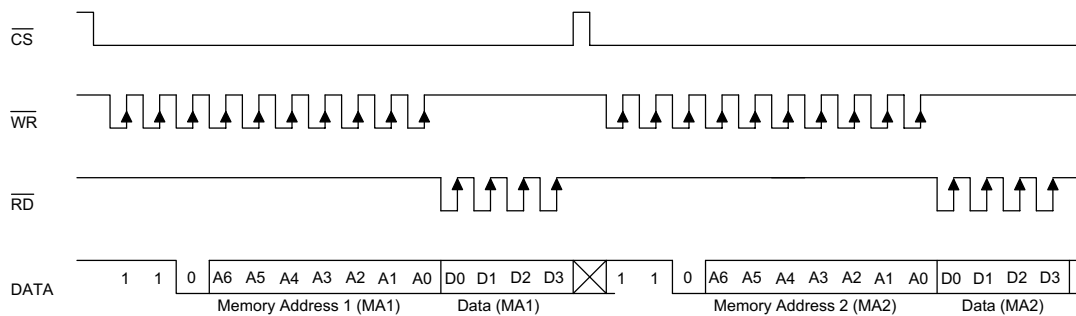 CS
WR
RD
DATA 1 1 0 A6 A5 A4 A3 A2 A1 A0 D0 D1 D2 D3 1 1 0 A6 A5 A4 A3 A2 A1 A0 D0 D1 D2 D3
Memory Address 1 (MA1) Data (MA1) Memory Address 2 (MA2) Data (MA2)